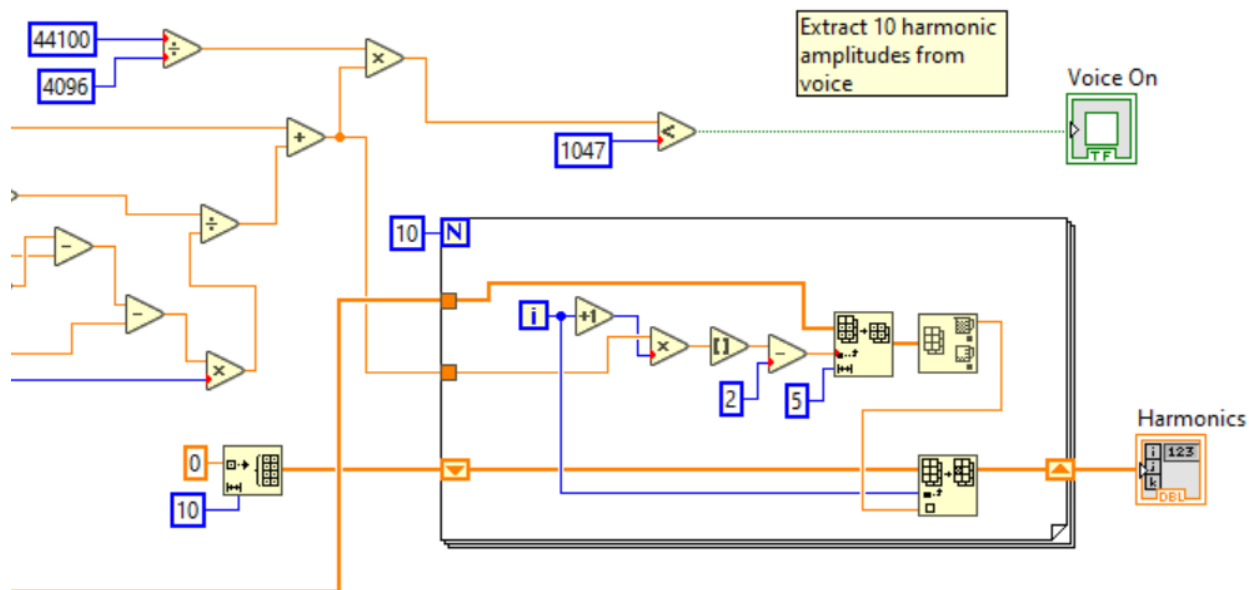 44100
4096
Extract 10 harmonic
amplitudes from
voice
Voice On
TF
1047
10
N
i
+1
[]
2
5
0
10
Harmonics
i
123
j
k
DBL